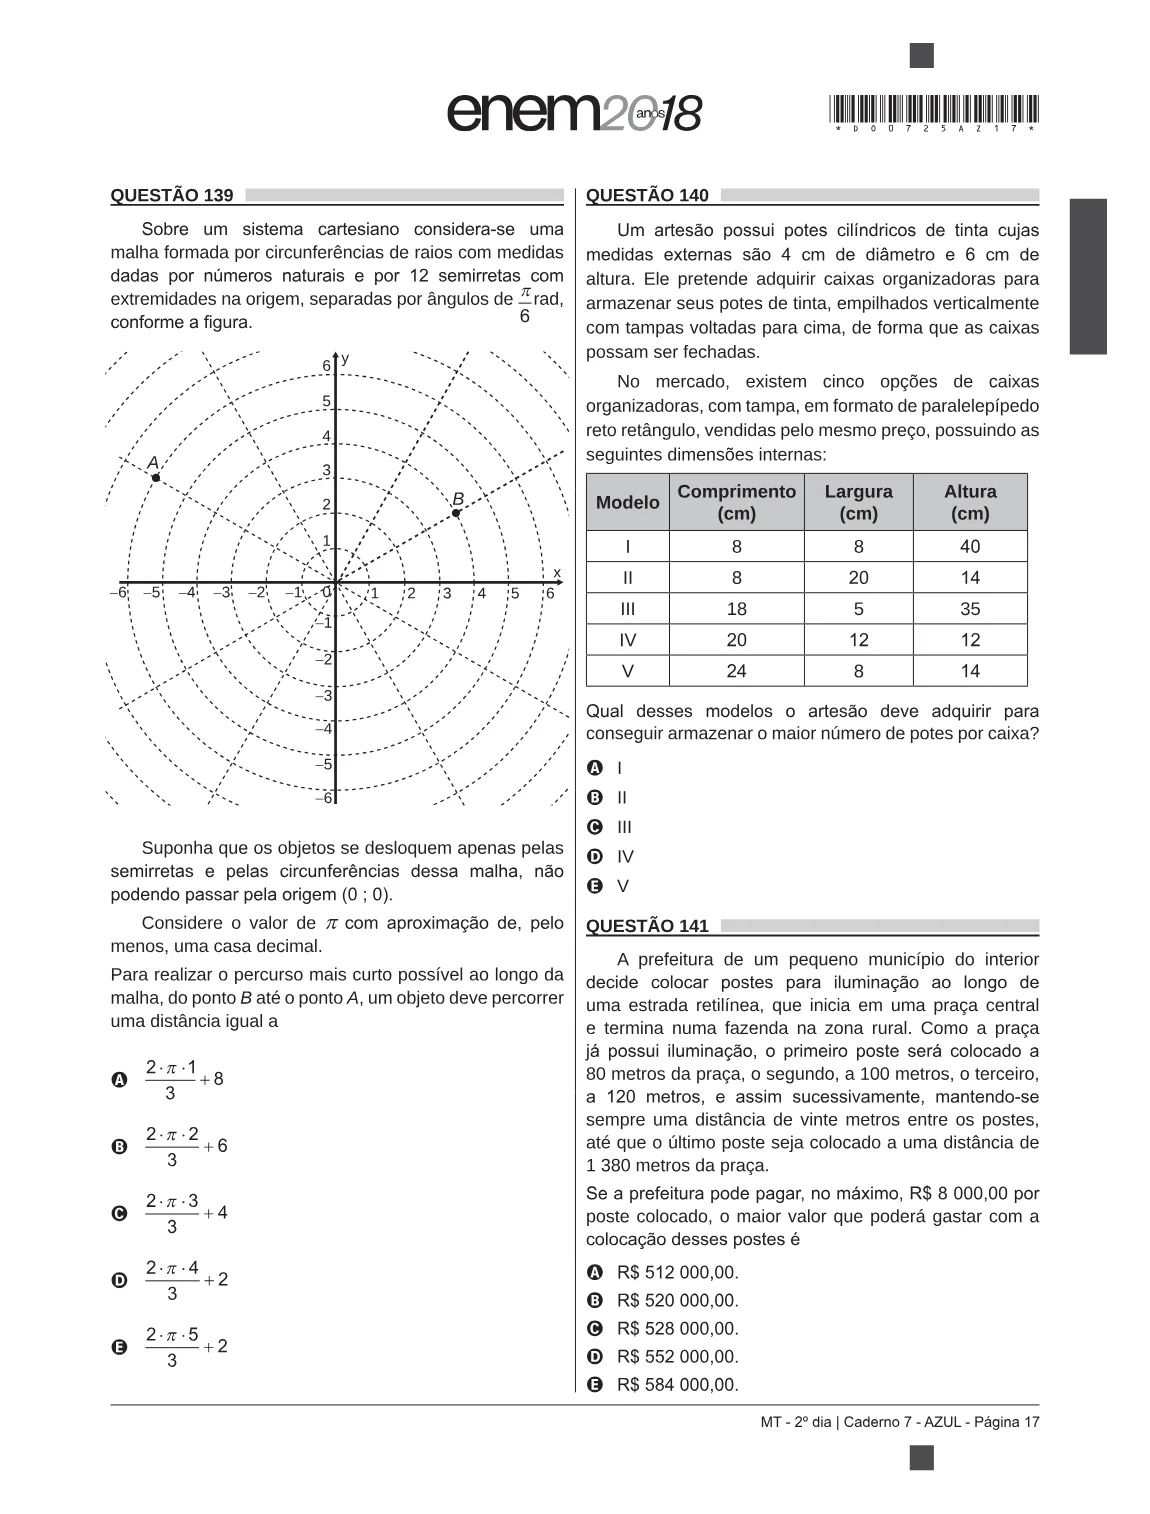 enem2018
anos
*D00725AZ17*
QUESTÃO 139
Sobre um sistema cartesiano considera-se uma
malha formada por circunferências de raios com medidas
dadas por números naturais e por 12 semirretas com
extremidades na origem, separadas por ângulos de π/6 rad,
conforme a figura.
y
6
5
4
3
2
1
A
B
x
–6 –5 –4 –3 –2 –1 0 1 2 3 4 5 6
–1
–2
–3
–4
–5
–6
Suponha que os objetos se desloquem apenas pelas
semirretas e pelas circunferências dessa malha, não
podendo passar pela origem (0 ; 0).
Considere o valor de π com aproximação de, pelo
menos, uma casa decimal.
Para realizar o percurso mais curto possível ao longo da
malha, do ponto B até o ponto A, um objeto deve percorrer
uma distância igual a
A 2·π·1/3 + 8
B 2·π·2/3 + 6
C 2·π·3/3 + 4
D 2·π·4/3 + 2
E 2·π·5/3 + 2
QUESTÃO 140
Um artesão possui potes cilíndricos de tinta cujas
medidas externas são 4 cm de diâmetro e 6 cm de
altura. Ele pretende adquirir caixas organizadoras para
armazenar seus potes de tinta, empilhados verticalmente
com tampas voltadas para cima, de forma que as caixas
possam ser fechadas.
No mercado, existem cinco opções de caixas
organizadoras, com tampa, em formato de paralelepípedo
reto retângulo, vendidas pelo mesmo preço, possuindo as
seguintes dimensões internas:
Modelo Comprimento (cm) Largura (cm) Altura (cm)
I 8 8 40
II 8 20 14
III 18 5 35
IV 20 12 12
V 24 8 14
Qual desses modelos o artesão deve adquirir para
conseguir armazenar o maior número de potes por caixa?
A I
B II
C III
D IV
E V
QUESTÃO 141
A prefeitura de um pequeno município do interior
decide colocar postes para iluminação ao longo de
uma estrada retilínea, que inicia em uma praça central
e termina numa fazenda na zona rural. Como a praça
já possui iluminação, o primeiro poste será colocado a
80 metros da praça, o segundo, a 100 metros, o terceiro,
a 120 metros, e assim sucessivamente, mantendo-se
sempre uma distância de vinte metros entre os postes,
até que o último poste seja colocado a uma distância de
1 380 metros da praça.
Se a prefeitura pode pagar, no máximo, R$ 8 000,00 por
poste colocado, o maior valor que poderá gastar com a
colocação desses postes é
A R$ 512 000,00.
B R$ 520 000,00.
C R$ 528 000,00.
D R$ 552 000,00.
E R$ 584 000,00.
MT - 2º dia | Caderno 7 - AZUL - Página 17